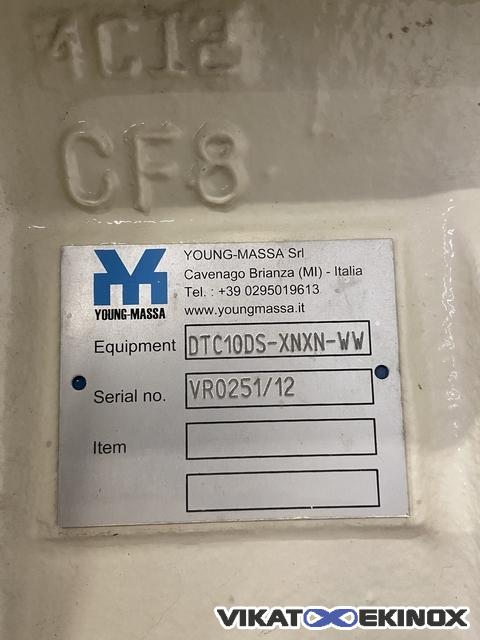 1C12
CF8
YOUNG-MASSA
YOUNG-MASSA Srl
Cavenago Brianza (MI) - Italia
Tel. : +39 0295019613
www.youngmassa.it
Equipment DTC10DS-XNXN-WW
Serial no. VR0251/12
Item
VIKAT EKINOX